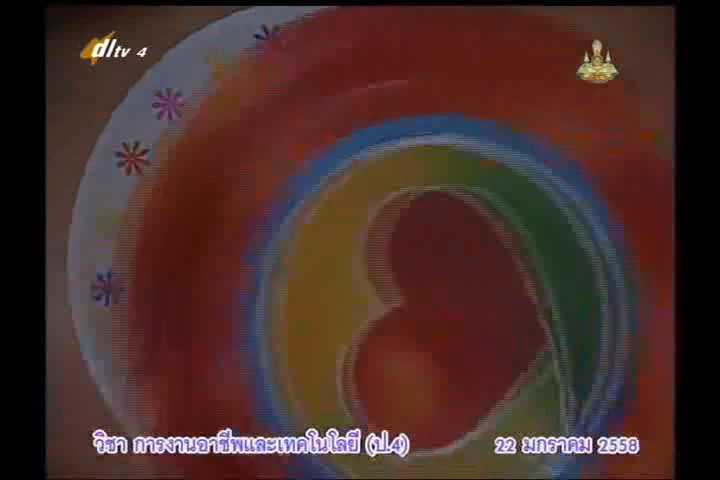 dltv 4
วิชา การงานอาชีพและเทคโนโลยี (ป.4) 22 มกราคม 2558